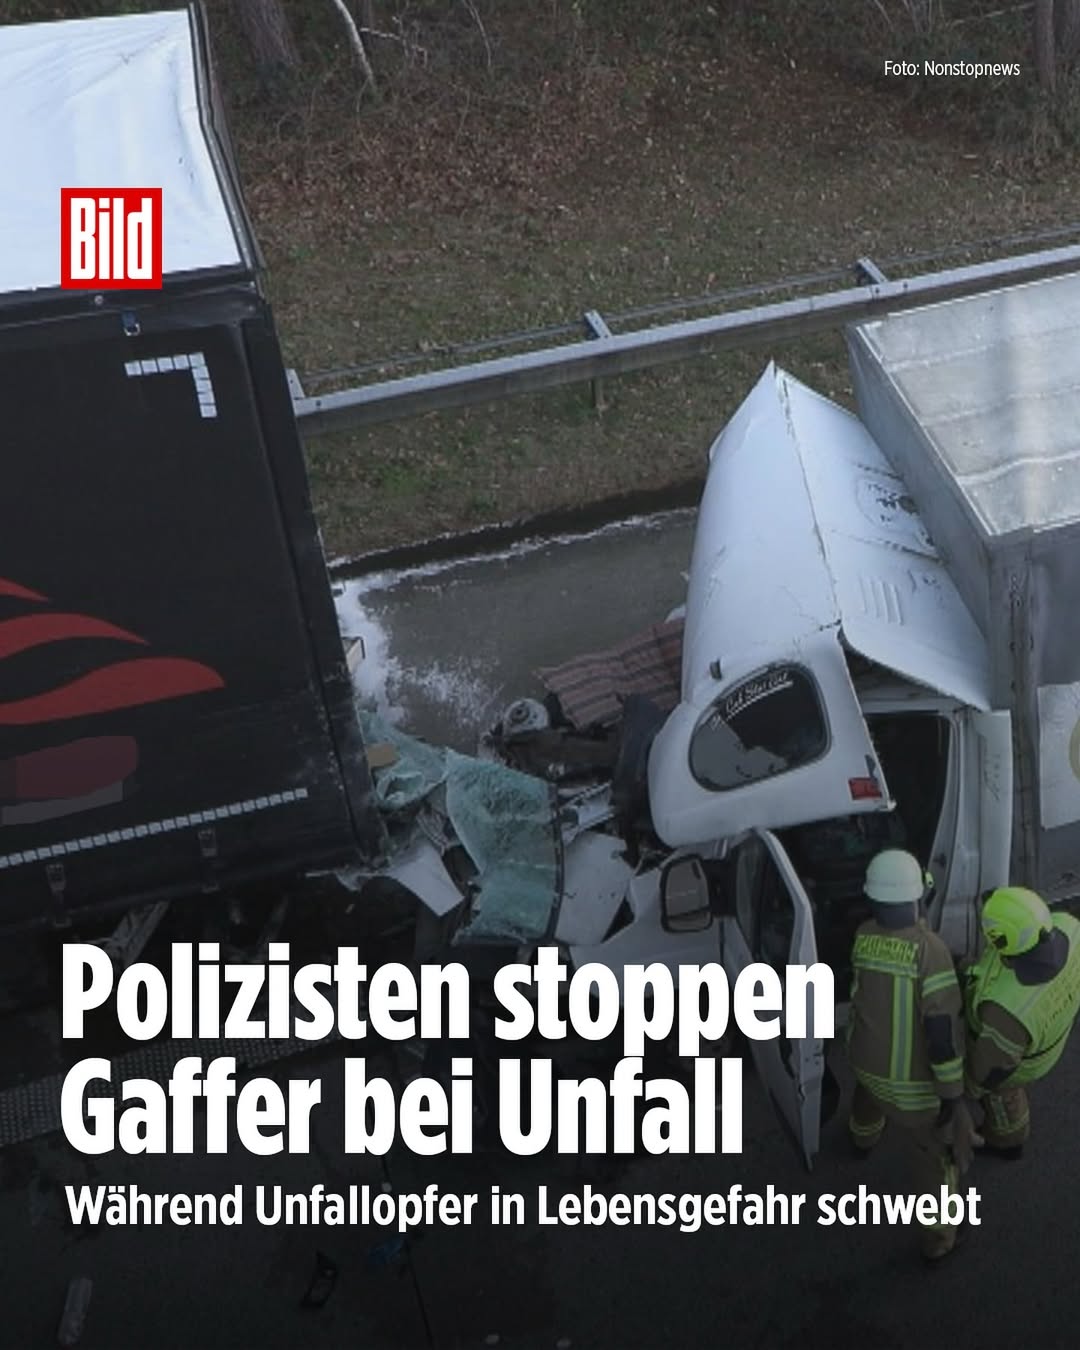 Foto: Nonstopnews
Bild
Polizisten stoppen
Gaffer bei Unfall
Während Unfallopfer in Lebensgefahr schwebt